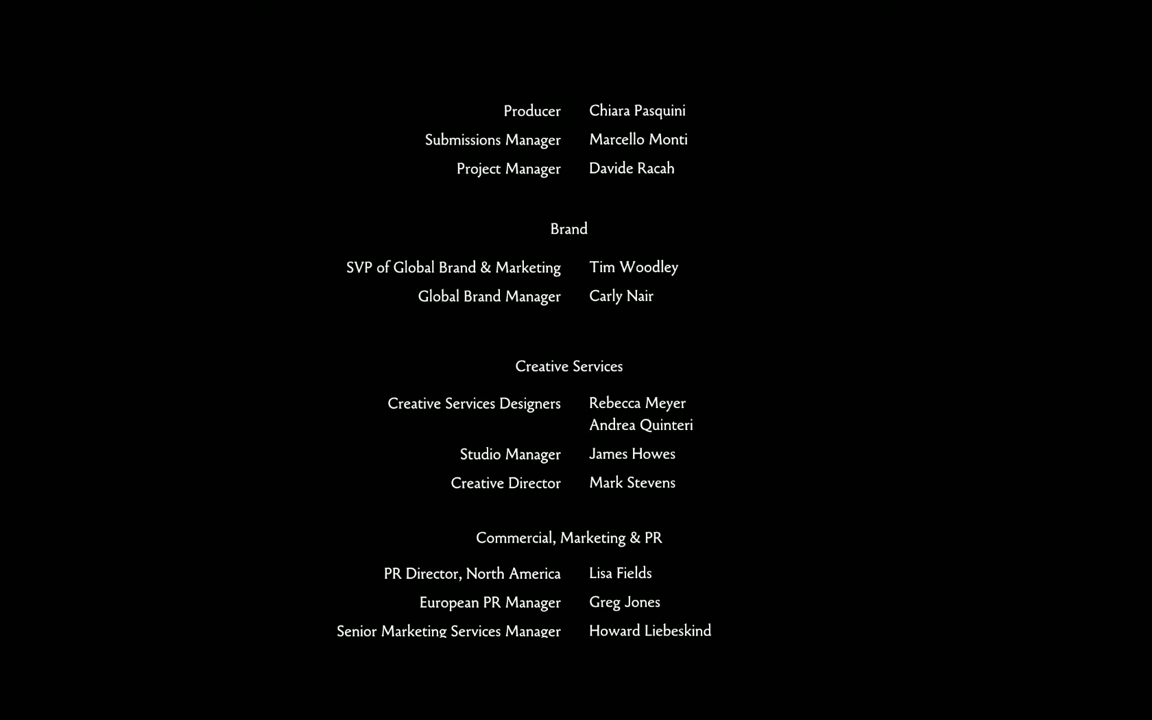 Producer Chiara Pasquini
Submissions Manager Marcello Monti
Project Manager Davide Racah
Brand
SVP of Global Brand & Marketing Tim Woodley
Global Brand Manager Carly Nair
Creative Services
Creative Services Designers Rebecca Meyer
Andrea Quinteri
Studio Manager James Howes
Creative Director Mark Stevens
Commercial, Marketing & PR
PR Director, North America Lisa Fields
European PR Manager Greg Jones
Senior Marketing Services Manager Howard Liebeskind